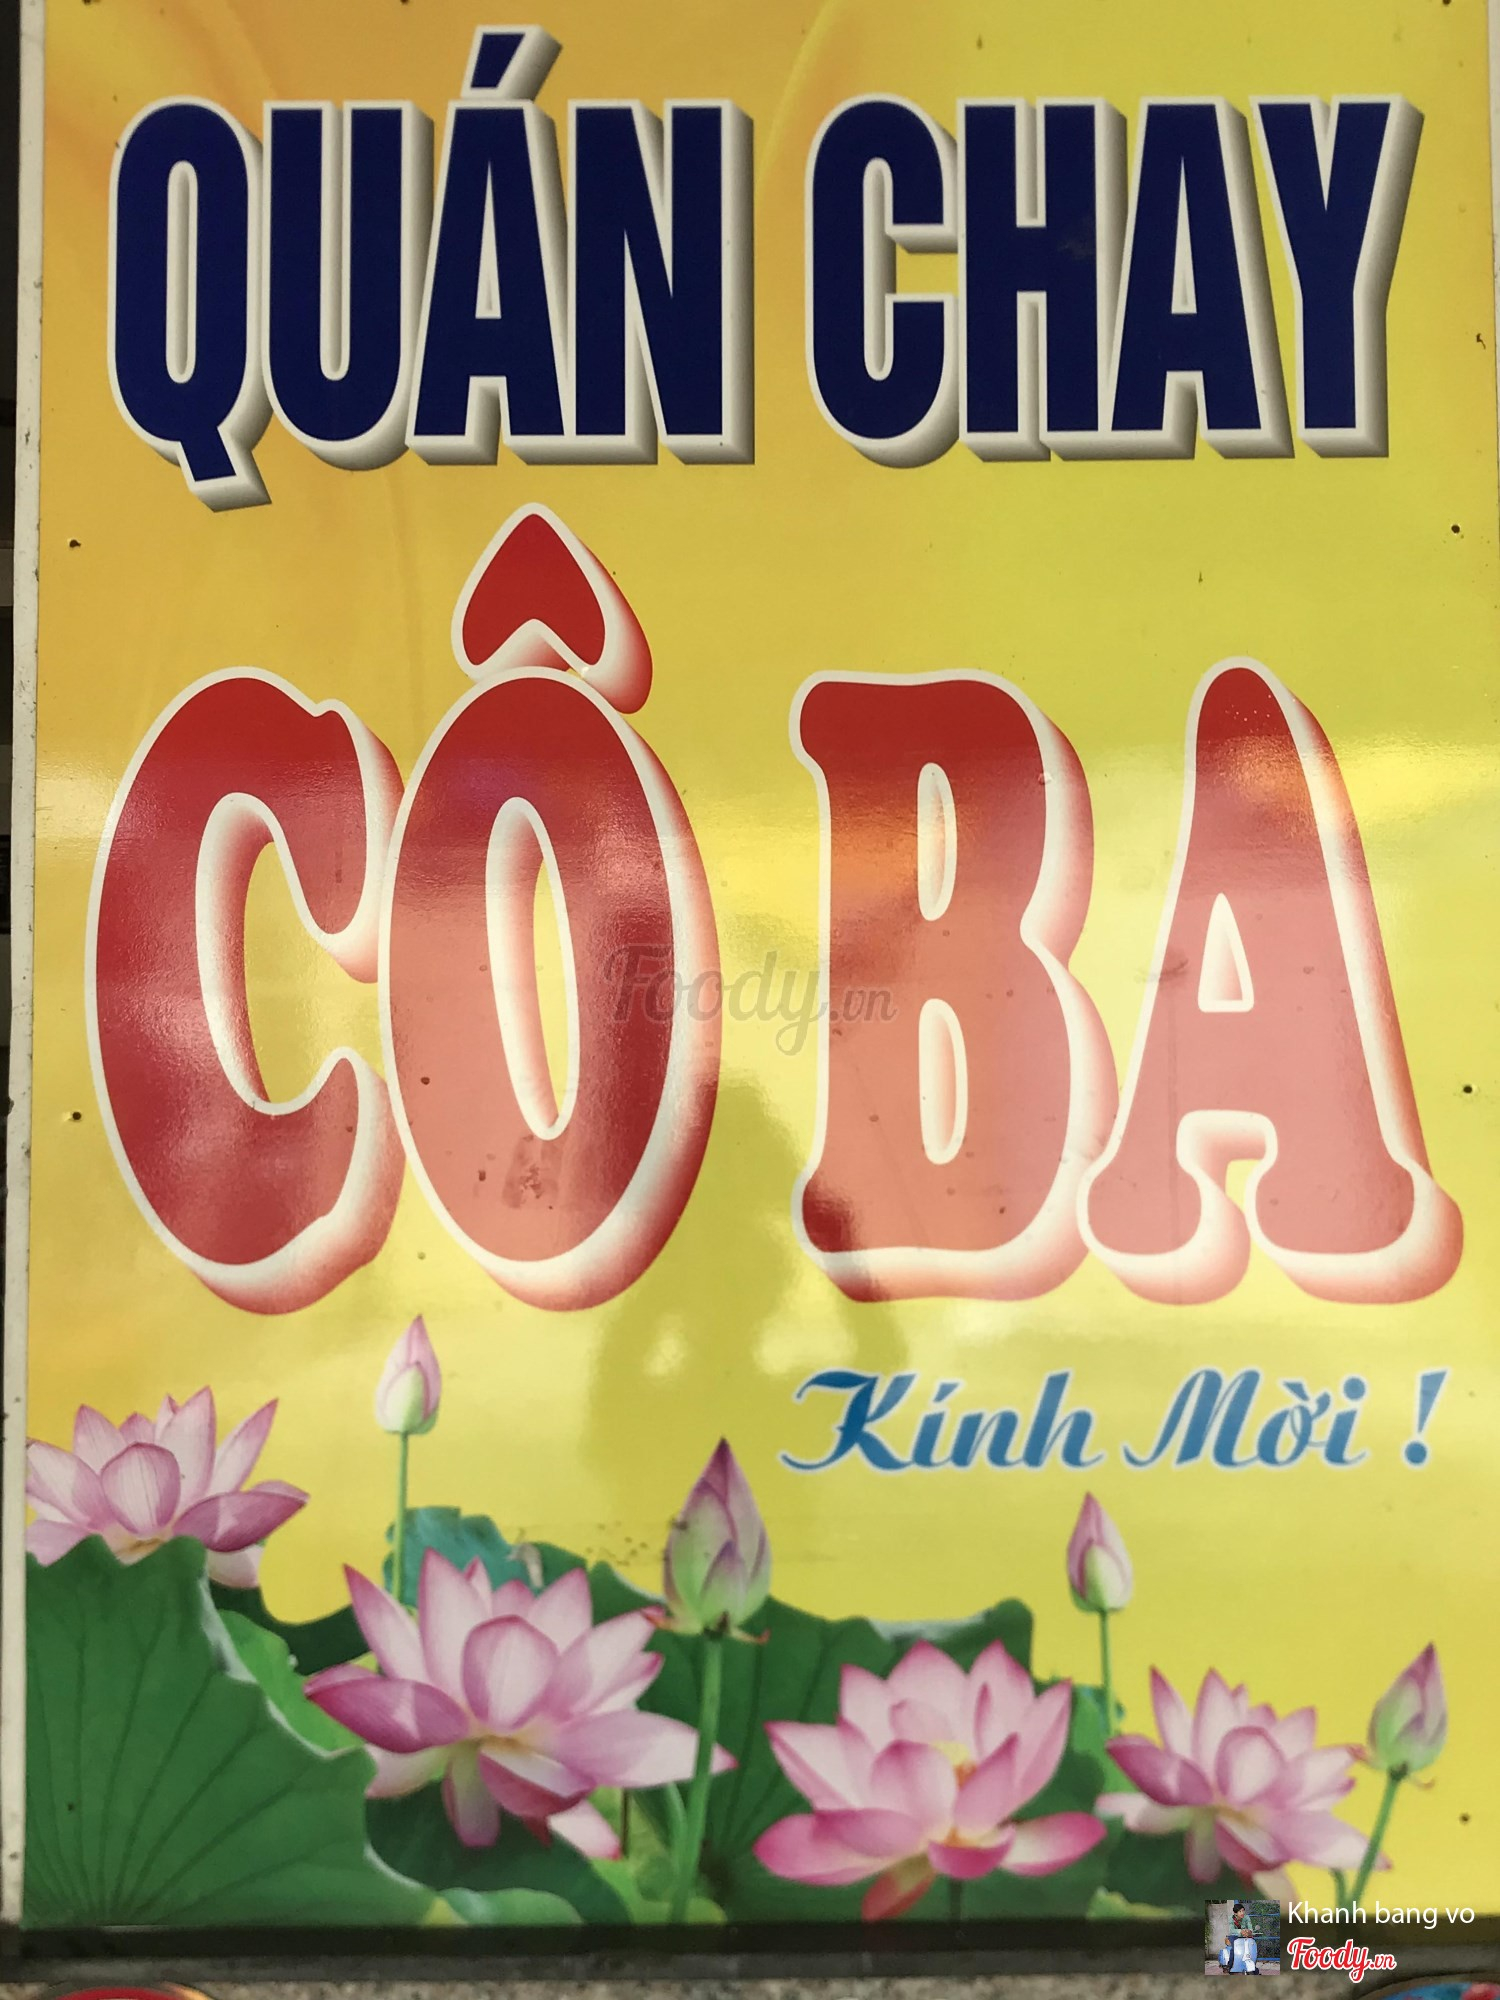 QUÁN CHAY
CÔ BA
Foody.vn
Kính Mời !
Khanh bang vo
Foody.vn